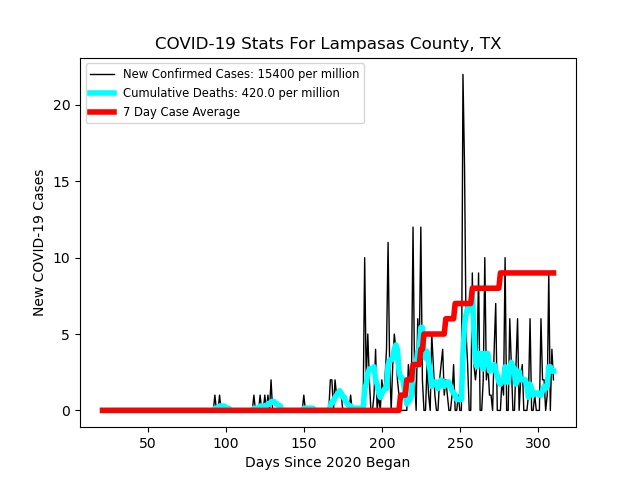 COVID-19 Stats For Lampasas County, TX
New Confirmed Cases: 15400 per million
Cumulative Deaths: 420.0 per million
7 Day Case Average
New COVID-19 Cases
20
15
10
5
0
50 100 150 200 250 300
Days Since 2020 Began